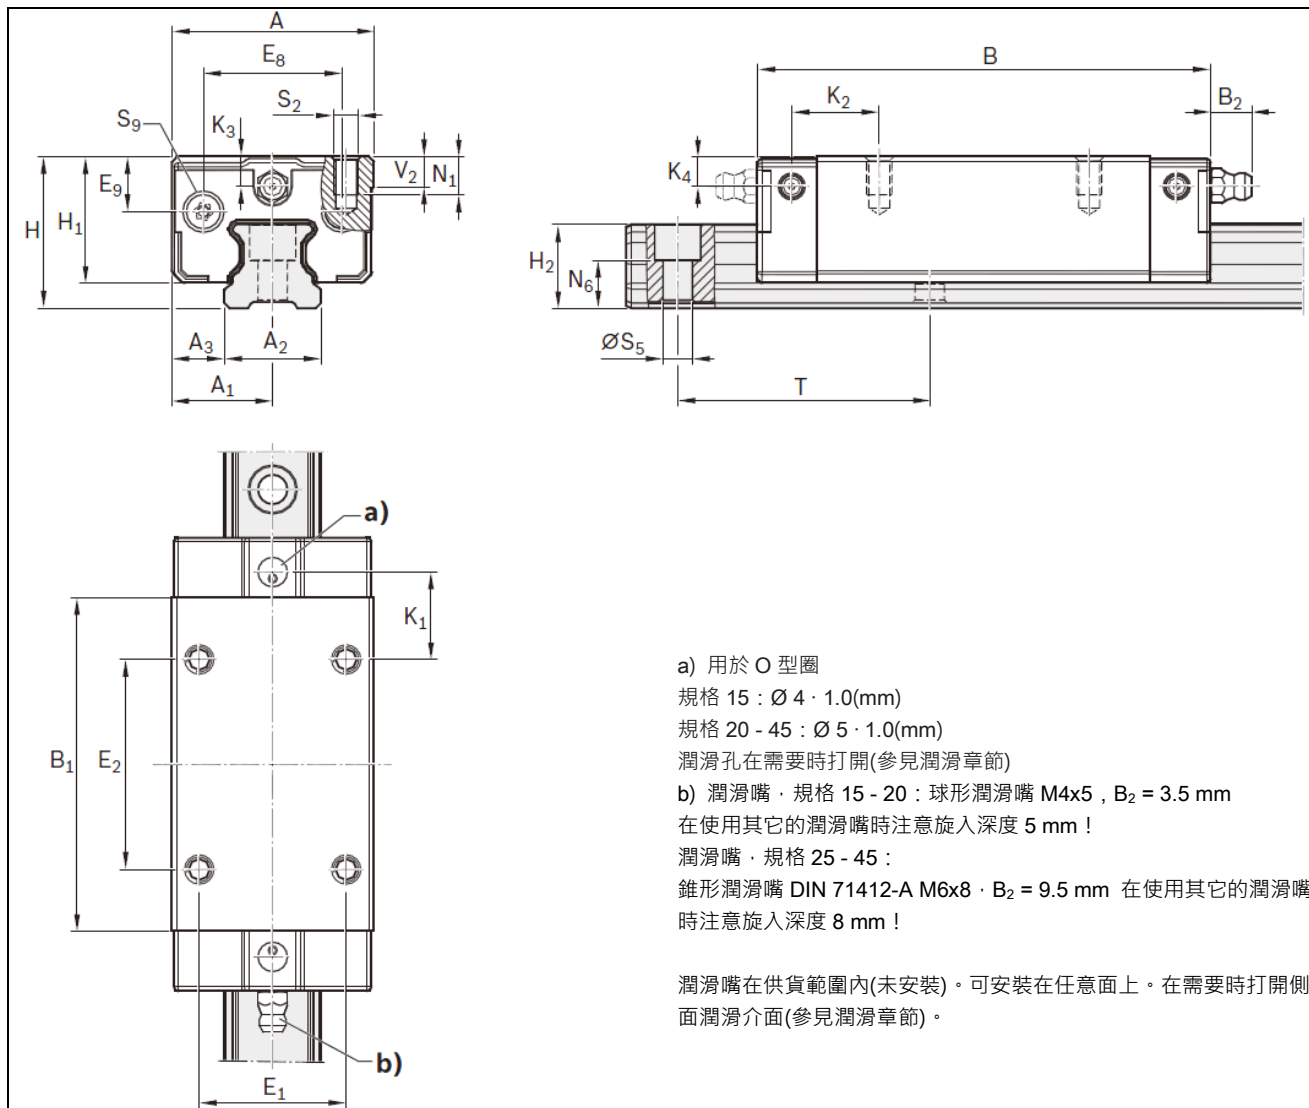 A
E₈
S₂
S₉
K₃
V₂
N₁
E₉
H
H₁
A₃
A₂
A₁
B
K₂
B₂
K₄
H₂
N₆
ØS₅
T
a)
K₁
B₁
E₂
b)
E₁
a) 用於 O 型圈
規格 15：Ø 4 · 1.0(mm)
規格 20 - 45：Ø 5 · 1.0(mm)
潤滑孔在需要時打開(參見潤滑章節)
b) 潤滑嘴，規格 15 - 20：球形潤滑嘴 M4x5，B₂ = 3.5 mm
在使用其它的潤滑嘴時注意旋入深度 5 mm！
潤滑嘴，規格 25 - 45：
錐形潤滑嘴 DIN 71412-A M6x8，B₂ = 9.5 mm 在使用其它的潤滑嘴
時注意旋入深度 8 mm！
潤滑嘴在供貨範圍內(未安裝)。可安裝在任意面上。在需要時打開側
面潤滑介面(參見潤滑章節)。